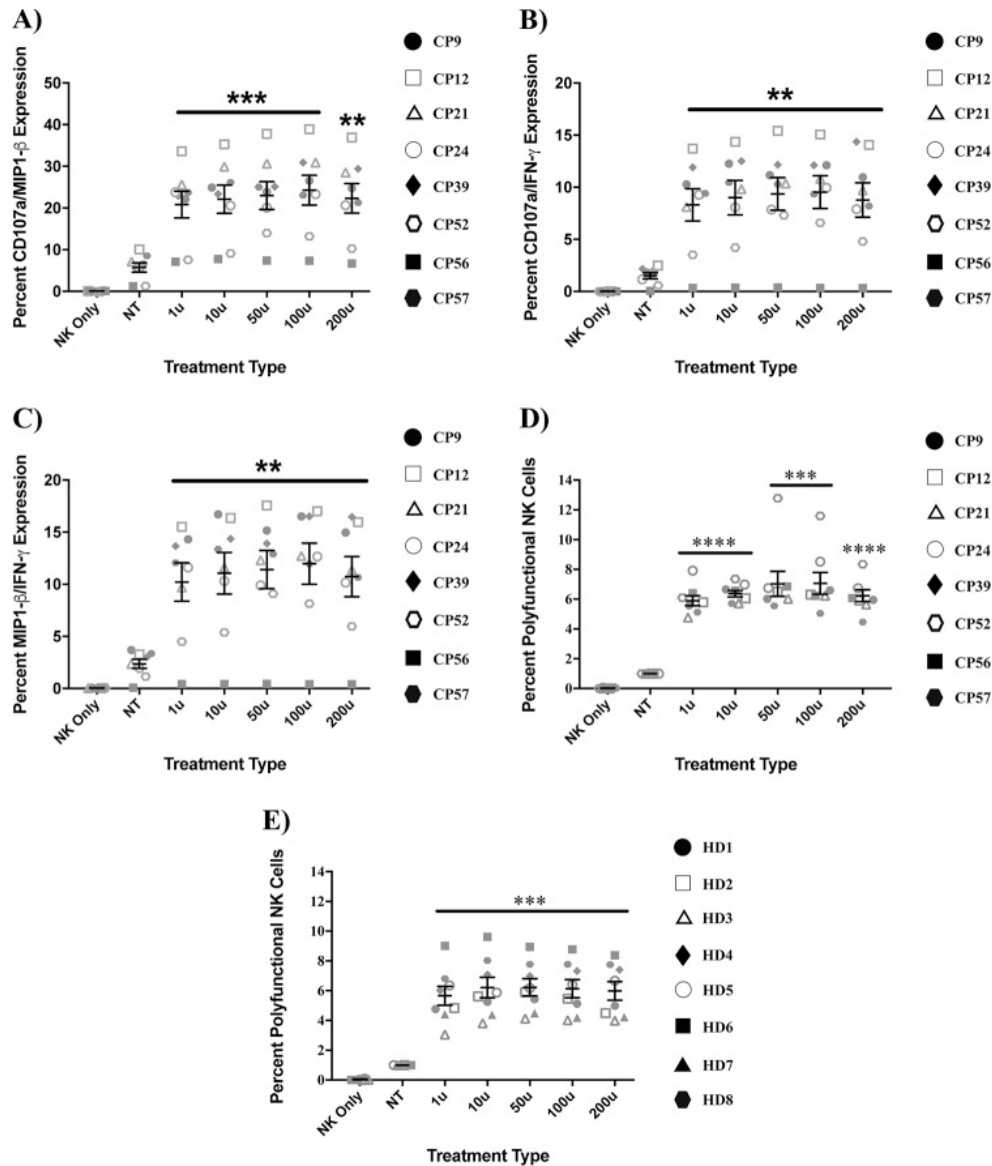 A)
Percent CD107a/MIP1-β Expression
50
40
30
20
10
0
***
**
NK Only
NT
1u
10u
50u
100u
200u
Treatment Type
CP9
CP12
CP21
CP24
CP39
CP52
CP56
CP57
B)
Percent CD107a/IFN-γ Expression
20
15
10
5
0
**
NK Only
NT
1u
10u
50u
100u
200u
Treatment Type
CP9
CP12
CP21
CP24
CP39
CP52
CP56
CP57
C)
Percent MIP1-β/IFN-γ Expression
20
15
10
5
0
**
NK Only
NT
1u
10u
50u
100u
200u
Treatment Type
CP9
CP12
CP21
CP24
CP39
CP52
CP56
CP57
D)
Percent Polyfunctional NK Cells
14
12
10
8
6
4
2
0
****
***
****
NK Only
NT
1u
10u
50u
100u
200u
Treatment Type
CP9
CP12
CP21
CP24
CP39
CP52
CP56
CP57
E)
Percent Polyfunctional NK Cells
14
12
10
8
6
4
2
0
***
NK Only
NT
1u
10u
50u
100u
200u
Treatment Type
HD1
HD2
HD3
HD4
HD5
HD6
HD7
HD8